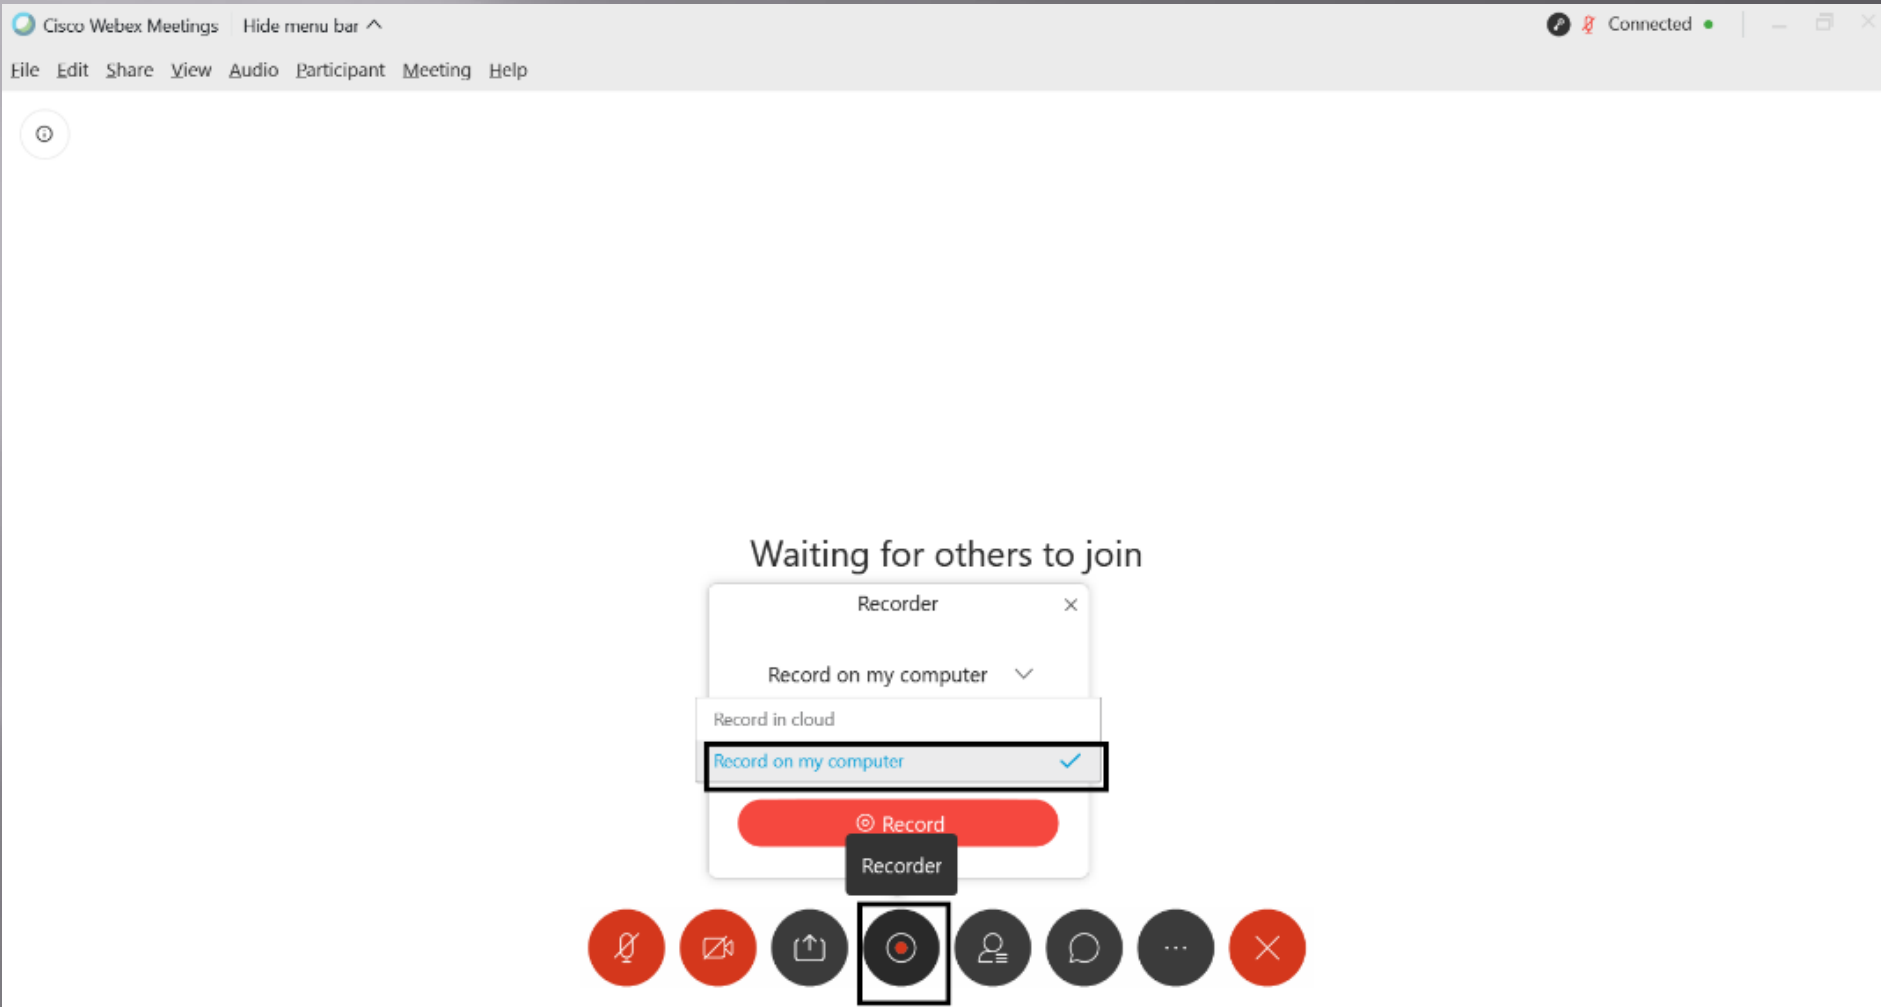 Cisco Webex Meetings Hide menu bar Connected
File Edit Share View Audio Participant Meeting Help
Waiting for others to join
Recorder
Record on my computer
Record in cloud
Record on my computer
Record
Recorder